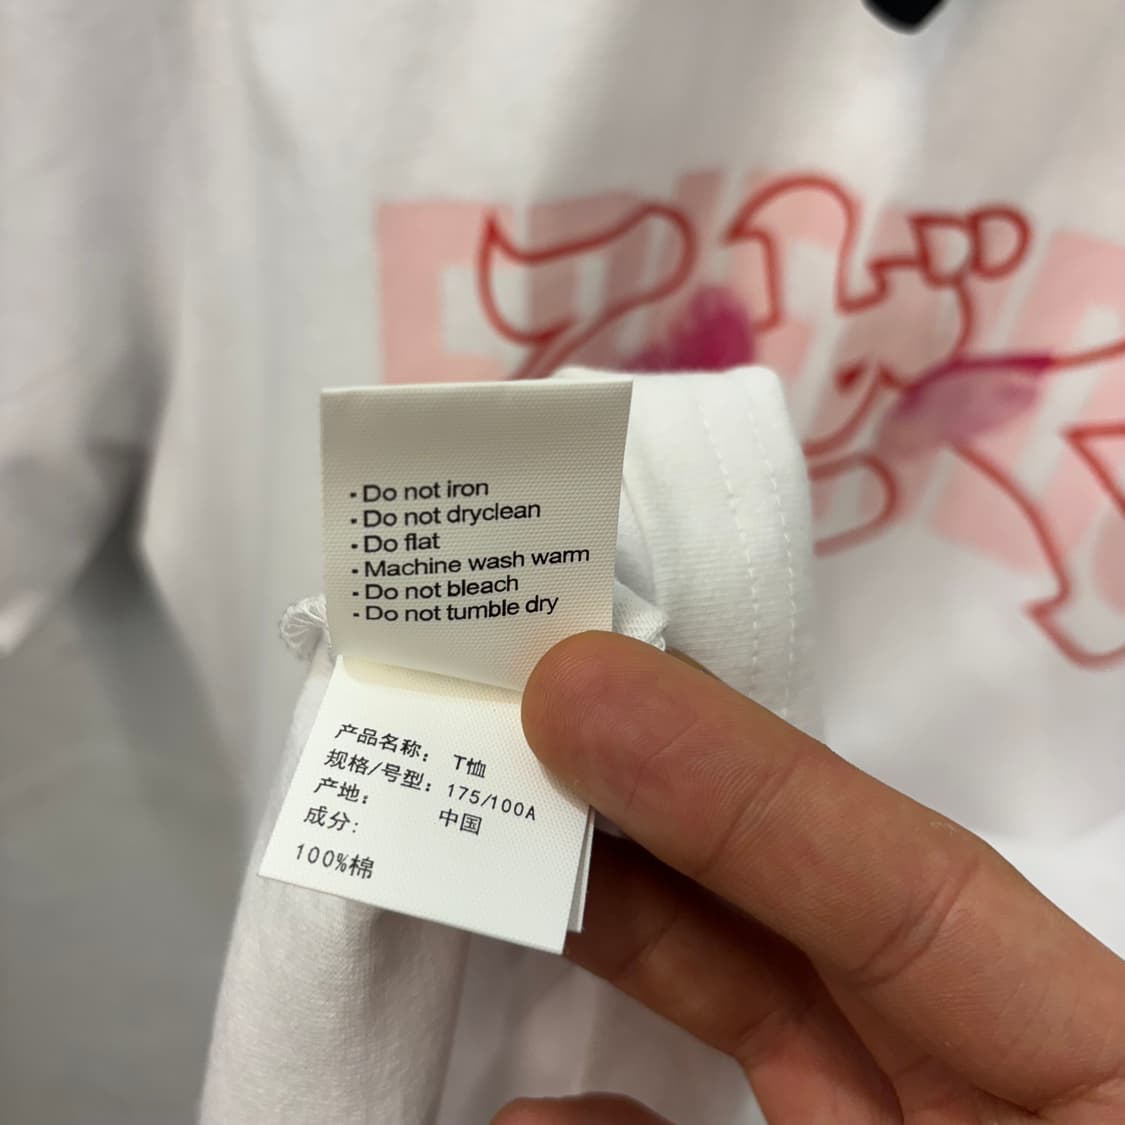 - Do not iron
- Do not dryclean
- Do flat
- Machine wash warm
- Do not bleach
- Do not tumble dry
产品名称： T恤
规格/号型：175/100A
产地： 中国
成分：
100%棉